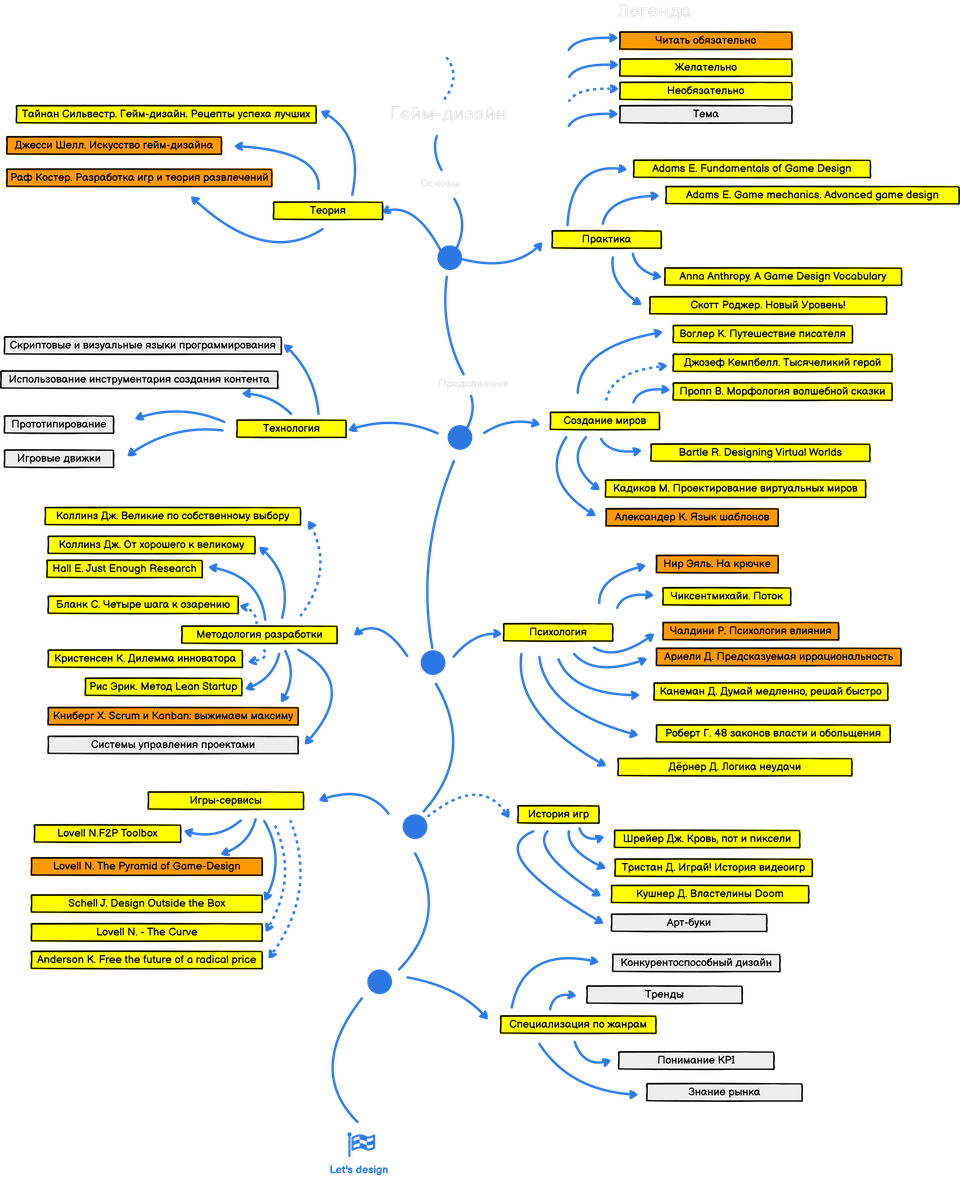 Легенда
Читать обязательно
Желательно
Необязательно
Тема
Гейм-дизайн
Основы
Тайнан Сильвестр. Гейм-дизайн. Рецепты успеха лучших
Джесси Шелл. Искусство гейм-дизайна
Раф Костер. Разработка игр и теория развлечений
Теория
Adams E. Fundamentals of Game Design
Adams E. Game mechanics. Advanced game design
Практика
Anna Anthropy. A Game Design Vocabulary
Скотт Роджер. Новый Уровень!
Продолжение
Скриптовые и визуальные языки программирования
Использование инструментария создания контента
Прототипирование
Игровые движки
Технология
Воглер К. Путешествие писателя
Джозеф Кемпбелл. Тысячеликий герой
Пропп В. Морфология волшебной сказки
Создание миров
Bartle R. Designing Virtual Worlds
Кадиков М. Проектирование виртуальных миров
Александер К. Язык шаблонов
Коллинз Дж. Великие по собственному выбору
Коллинз Дж. От хорошего к великому
Hall E. Just Enough Research
Бланк С. Четыре шага к озарению
Методология разработки
Кристенсен К. Дилемма инноватора
Рис Эрик. Метод Lean Startup
Книберг Х. Scrum и Kanban: выжимаем максиму
Системы управления проектами
Нир Эяль. На крючке
Чиксентмихайи. Поток
Психология
Чалдини Р. Психология влияния
Ариели Д. Предсказуемая иррациональность
Канеман Д. Думай медленно, решай быстро
Роберт Г. 48 законов власти и обольщения
Дёрнер Д. Логика неудачи
Игры-сервисы
Lovell N.F2P Toolbox
Lovell N. The Pyramid of Game-Design
Schell J. Design Outside the Box
Lovell N. - The Curve
Anderson K. Free the future of a radical price
История игр
Шрейер Дж. Кровь, пот и пиксели
Тристан Д. Играй! История видеоигр
Кушнер Д. Властелины Doom
Арт-буки
Конкурентоспособный дизайн
Тренды
Специализация по жанрам
Понимание KPI
Знание рынка
Let's design